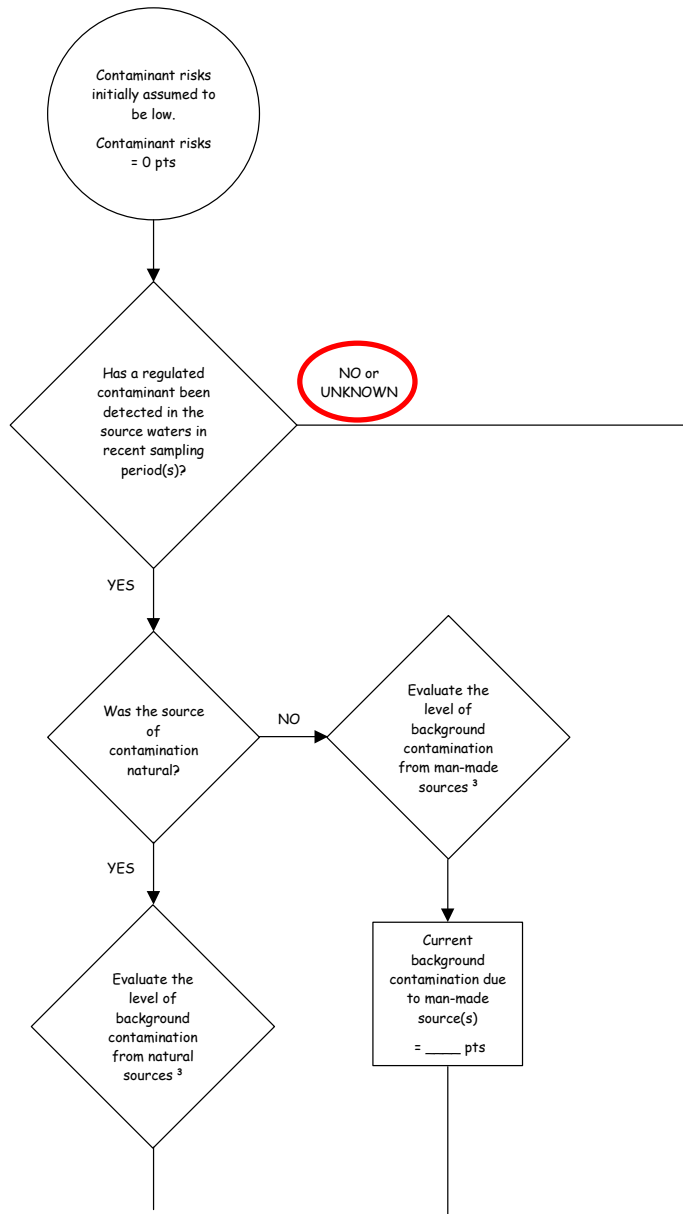 Contaminant risks
initially assumed to
be low.
Contaminant risks
= 0 pts
Has a regulated
contaminant been
detected in the
source waters in
recent sampling
period(s)?
NO or
UNKNOWN
YES
Was the source
of
contamination
natural?
NO
Evaluate the
level of
background
contamination
from man-made
sources ³
YES
Evaluate the
level of
background
contamination
from natural
sources ³
Current
background
contamination due
to man-made
source(s)
= ____ pts